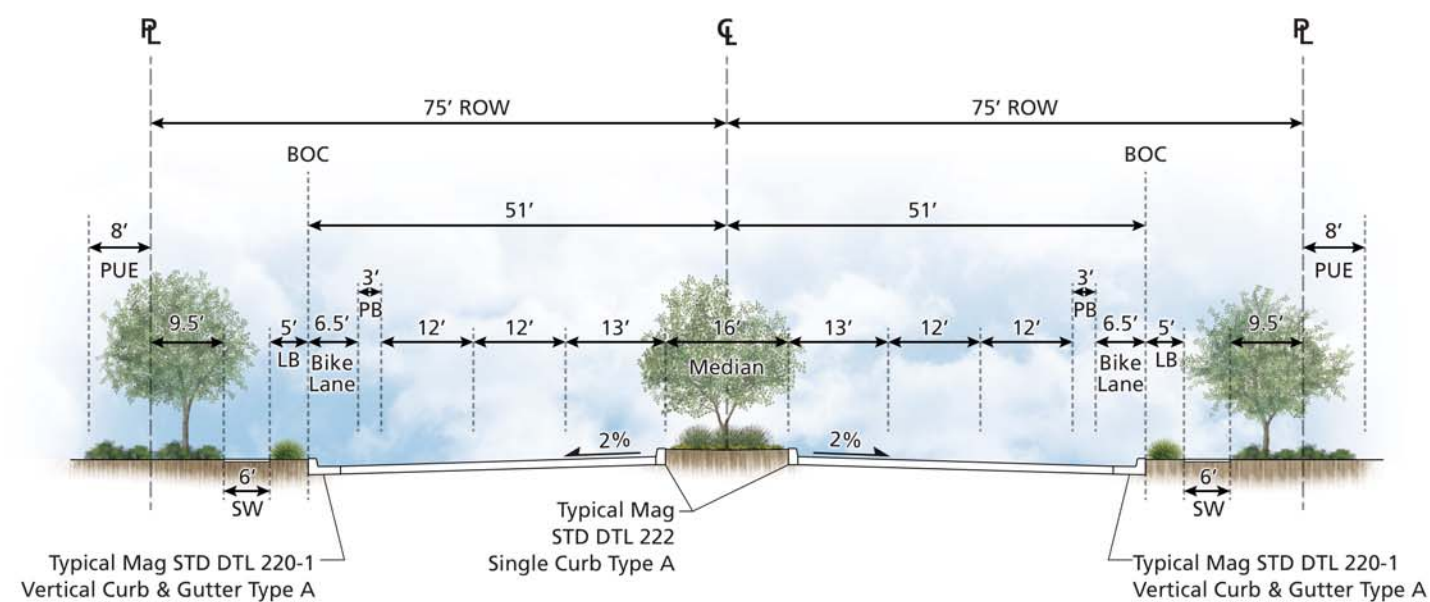 PL CL PL
75’ ROW 75’ ROW
BOC BOC
51’ 51’
8’ 8’
PUE PUE
3’ 3’
PB PB
9.5’ 5’ 6.5’ 12’ 12’ 13’ 16’ 13’ 12’ 12’ 6.5’ 5’ 9.5’
LB Bike Median Bike LB
Lane Lane
2% 2%
6’ 6’
SW SW
Typical Mag
STD DTL 222
Single Curb Type A
Typical Mag STD DTL 220-1
Vertical Curb & Gutter Type A
Typical Mag STD DTL 220-1
Vertical Curb & Gutter Type A